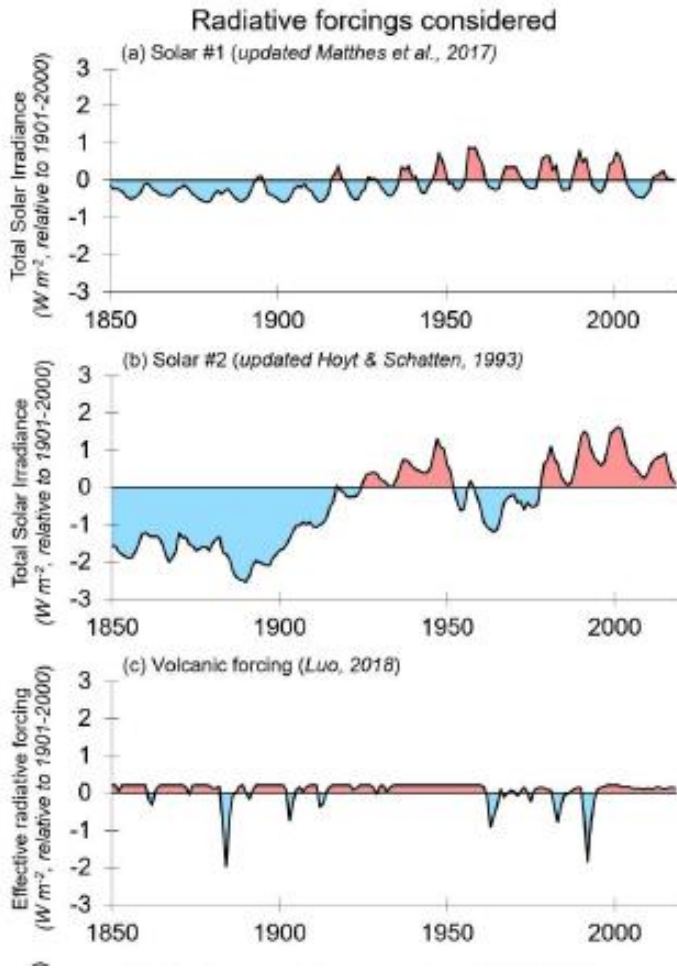 Radiative forcings considered
(a) Solar #1 (updated Matthes et al., 2017)
Total Solar Irradiance
(W m-2, relative to 1901-2000)
3
2
1
0
-1
-2
-3
1850 1900 1950 2000
(b) Solar #2 (updated Hoyt & Schatten, 1993)
Total Solar Irradiance
(W m-2, relative to 1901-2000)
3
2
1
0
-1
-2
-3
1850 1900 1950 2000
(c) Volcanic forcing (Luo, 2018)
Effective radiative forcing
(W m-2, relative to 1901-2000)
3
2
1
0
-1
-2
-3
1850 1900 1950 2000